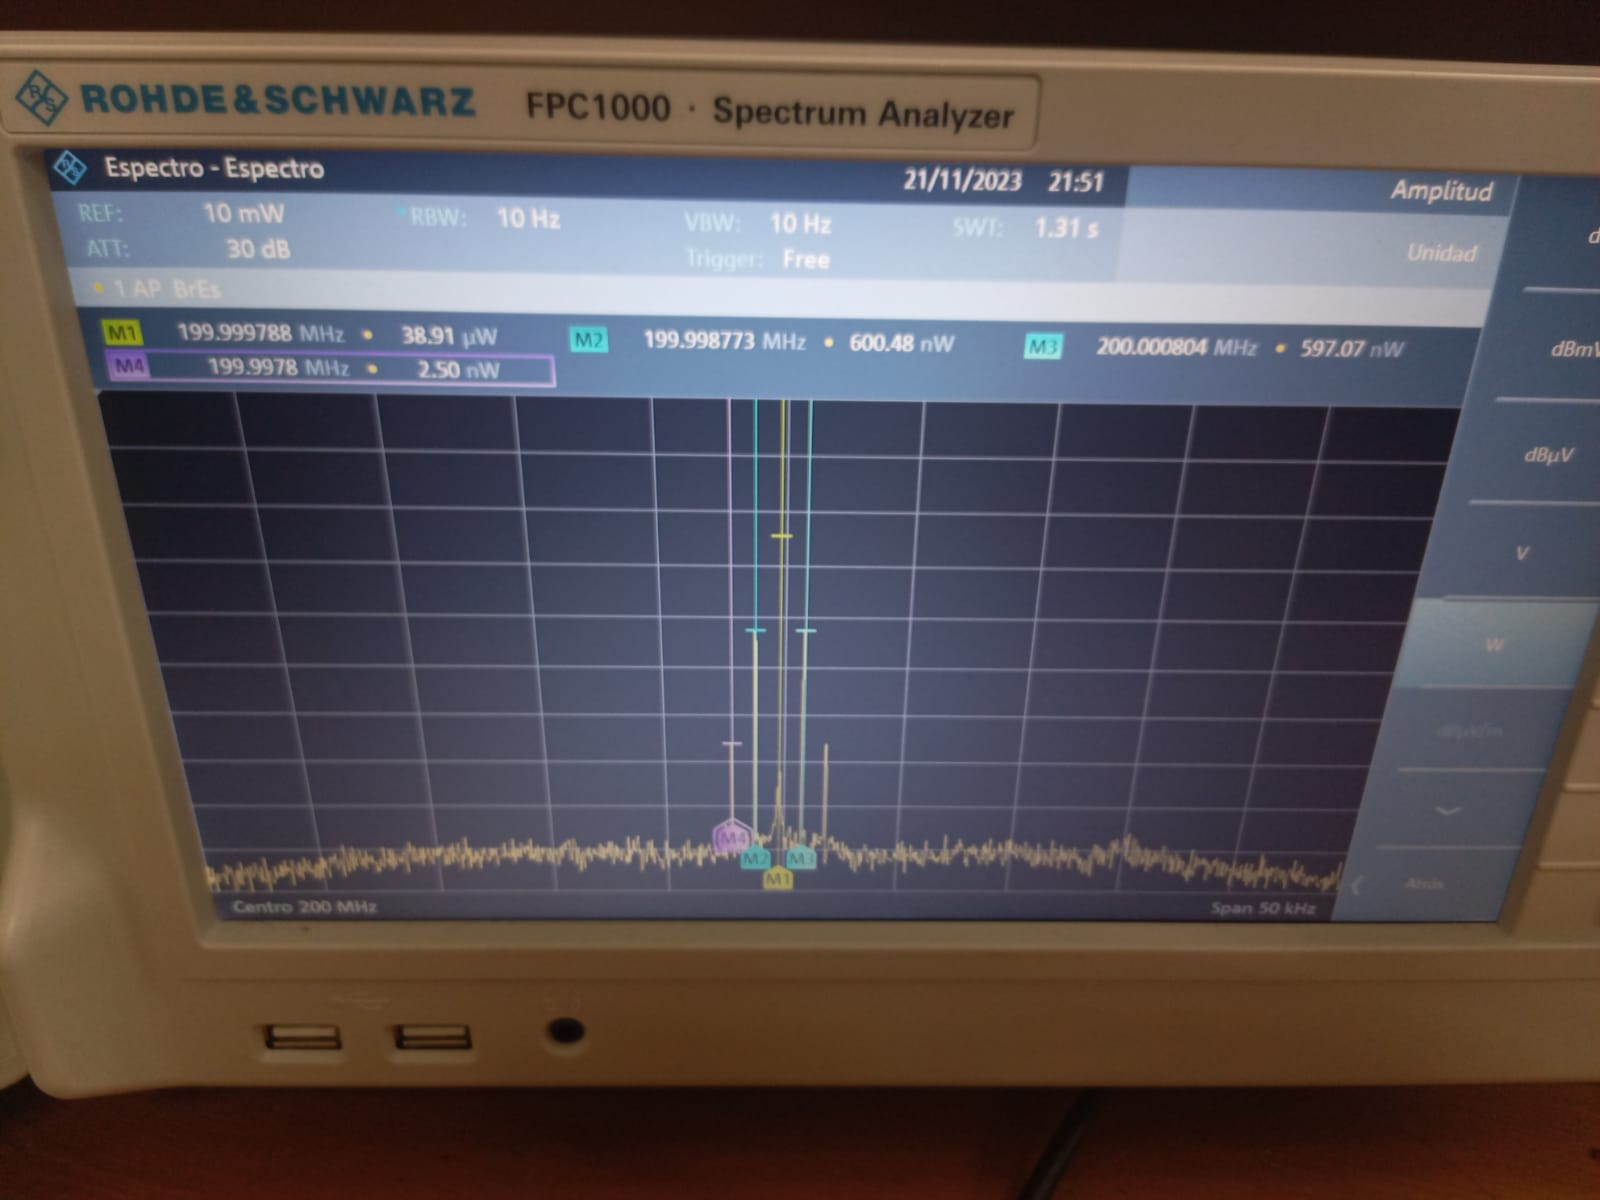 ROHDE & SCHWARZ FPC1000 · Spectrum Analyzer
Espectro - Espectro 21/11/2023 21:51 Amplitud
REF: 10 mW RBW: 10 Hz VBW: 10 Hz SWT: 1.31 s
ATT: 30 dB Trigger: Free Unidad
1 AP BrEs
M1 199.999788 MHz • 38.91 µW M2 199.998773 MHz • 600.48 nW M3 200.000804 MHz • 597.07 nW
M4 199.9978 MHz • 2.50 nW
dBµV
V
W
M4
M2 M3
M1
Atrás
Centro 200 MHz Span 50 kHz